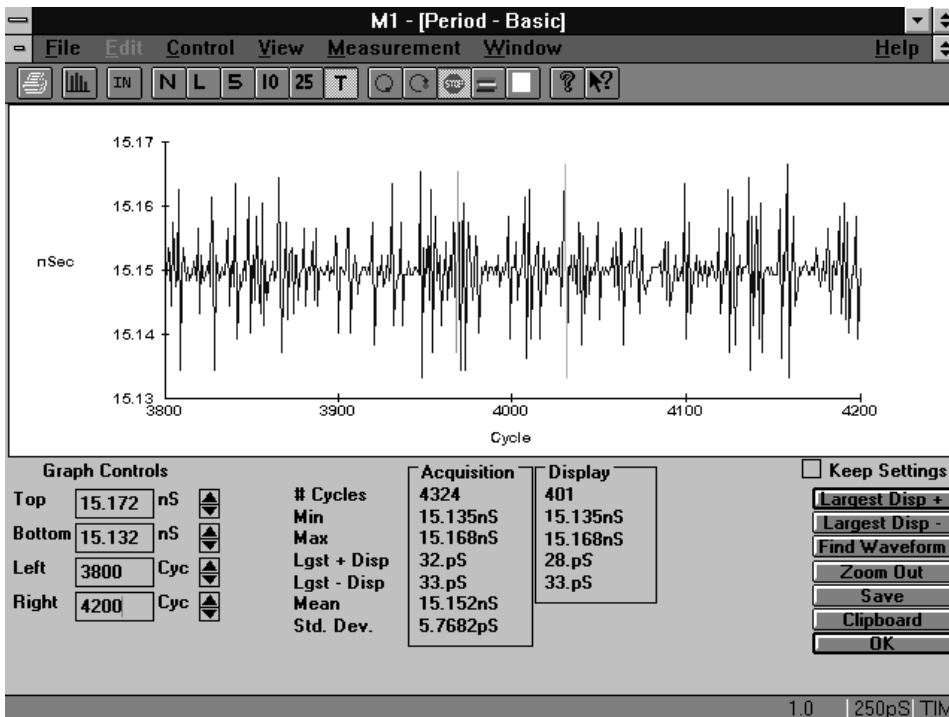 M1 - [Period - Basic]
File Edit Control View Measurement Window Help
IN N L 5 10 25 T STOP ? ?
15.17
15.16
nSec
15.15
15.14
15.13
3800 3900 4000 4100 4200
Cycle
Graph Controls
Top 15.172 nS
Bottom 15.132 nS
Left 3800 Cyc
Right 4200 Cyc
Acquisition Display
# Cycles 4324 401
Min 15.135nS 15.135nS
Max 15.168nS 15.168nS
Lgst + Disp 32.pS 28.pS
Lgst - Disp 33.pS 33.pS
Mean 15.152nS
Std. Dev. 5.7682pS
Keep Settings
Largest Disp +
Largest Disp -
Find Waveform
Zoom Out
Save
Clipboard
OK
1.0 250pS TIM